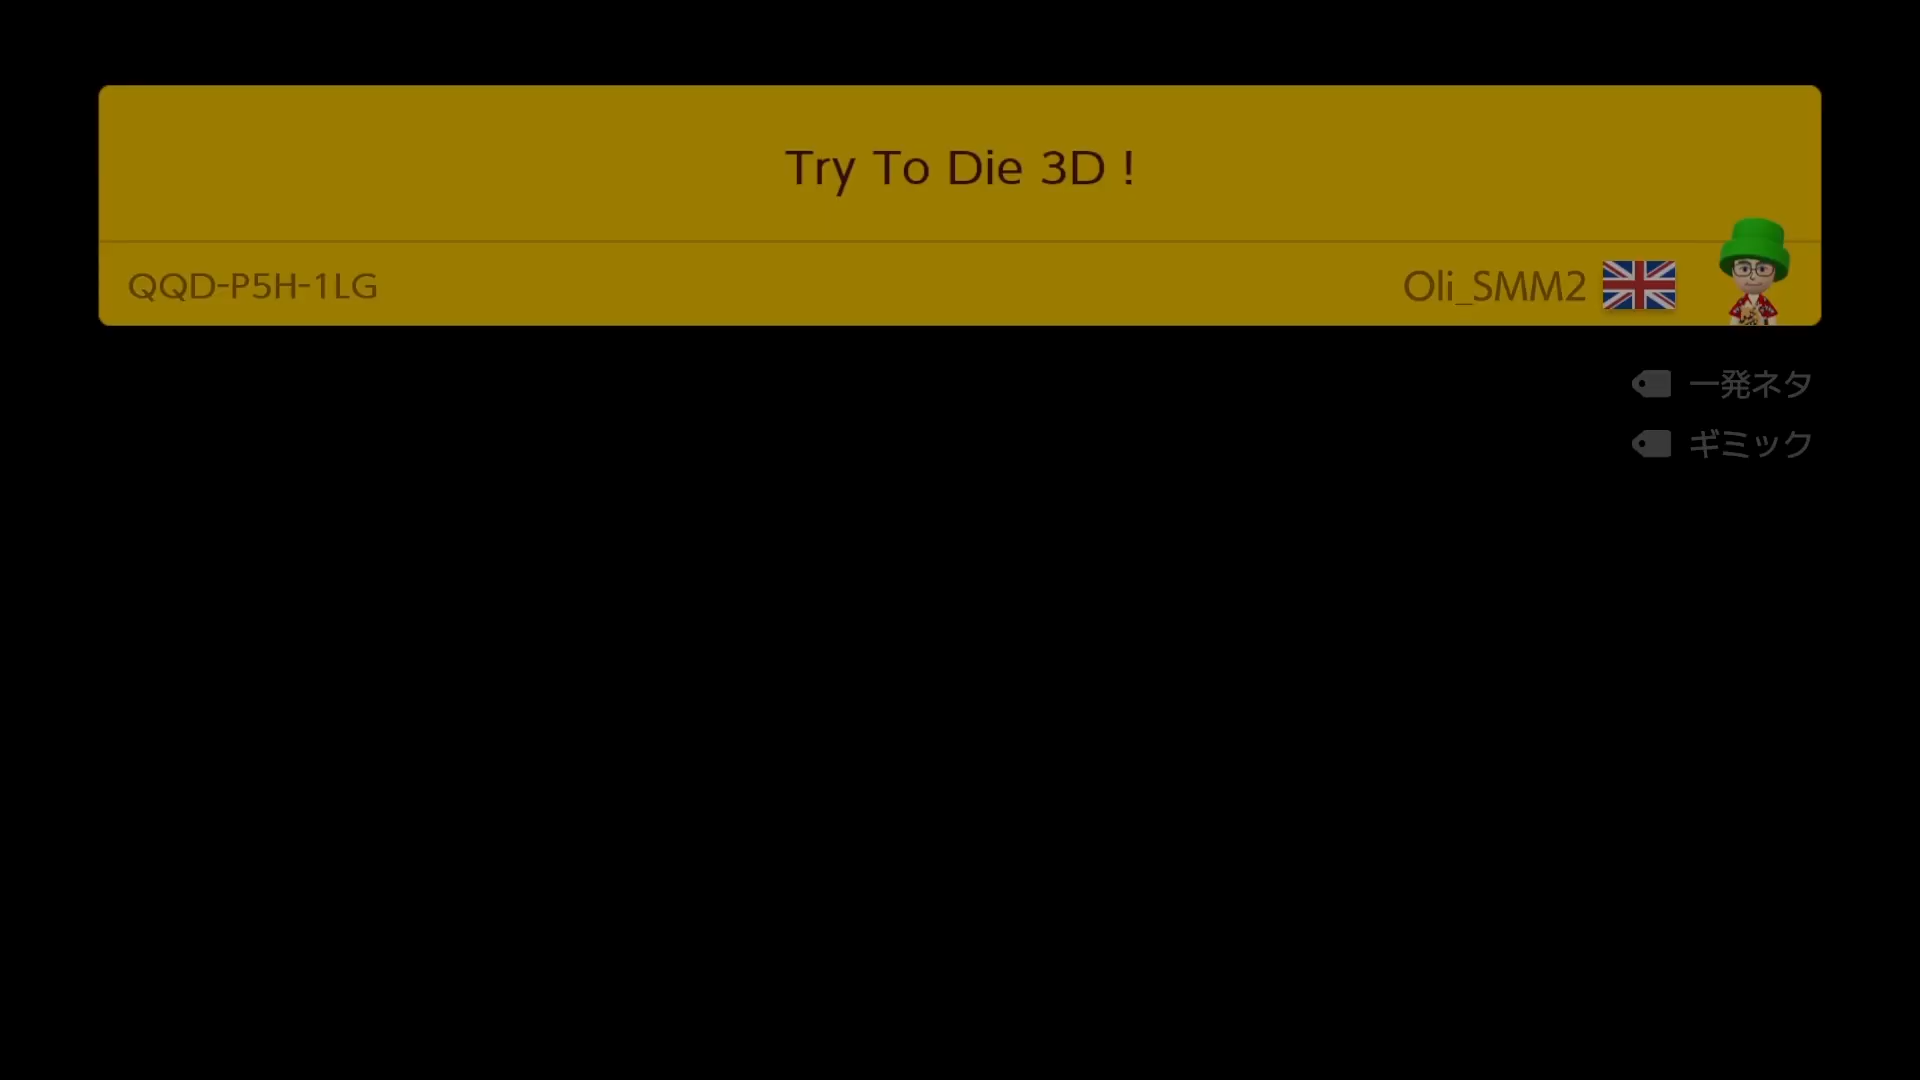 Try To Die 3D !
QQD-P5H-1LG
Oli_SMM2
一発ネタ
ギミック